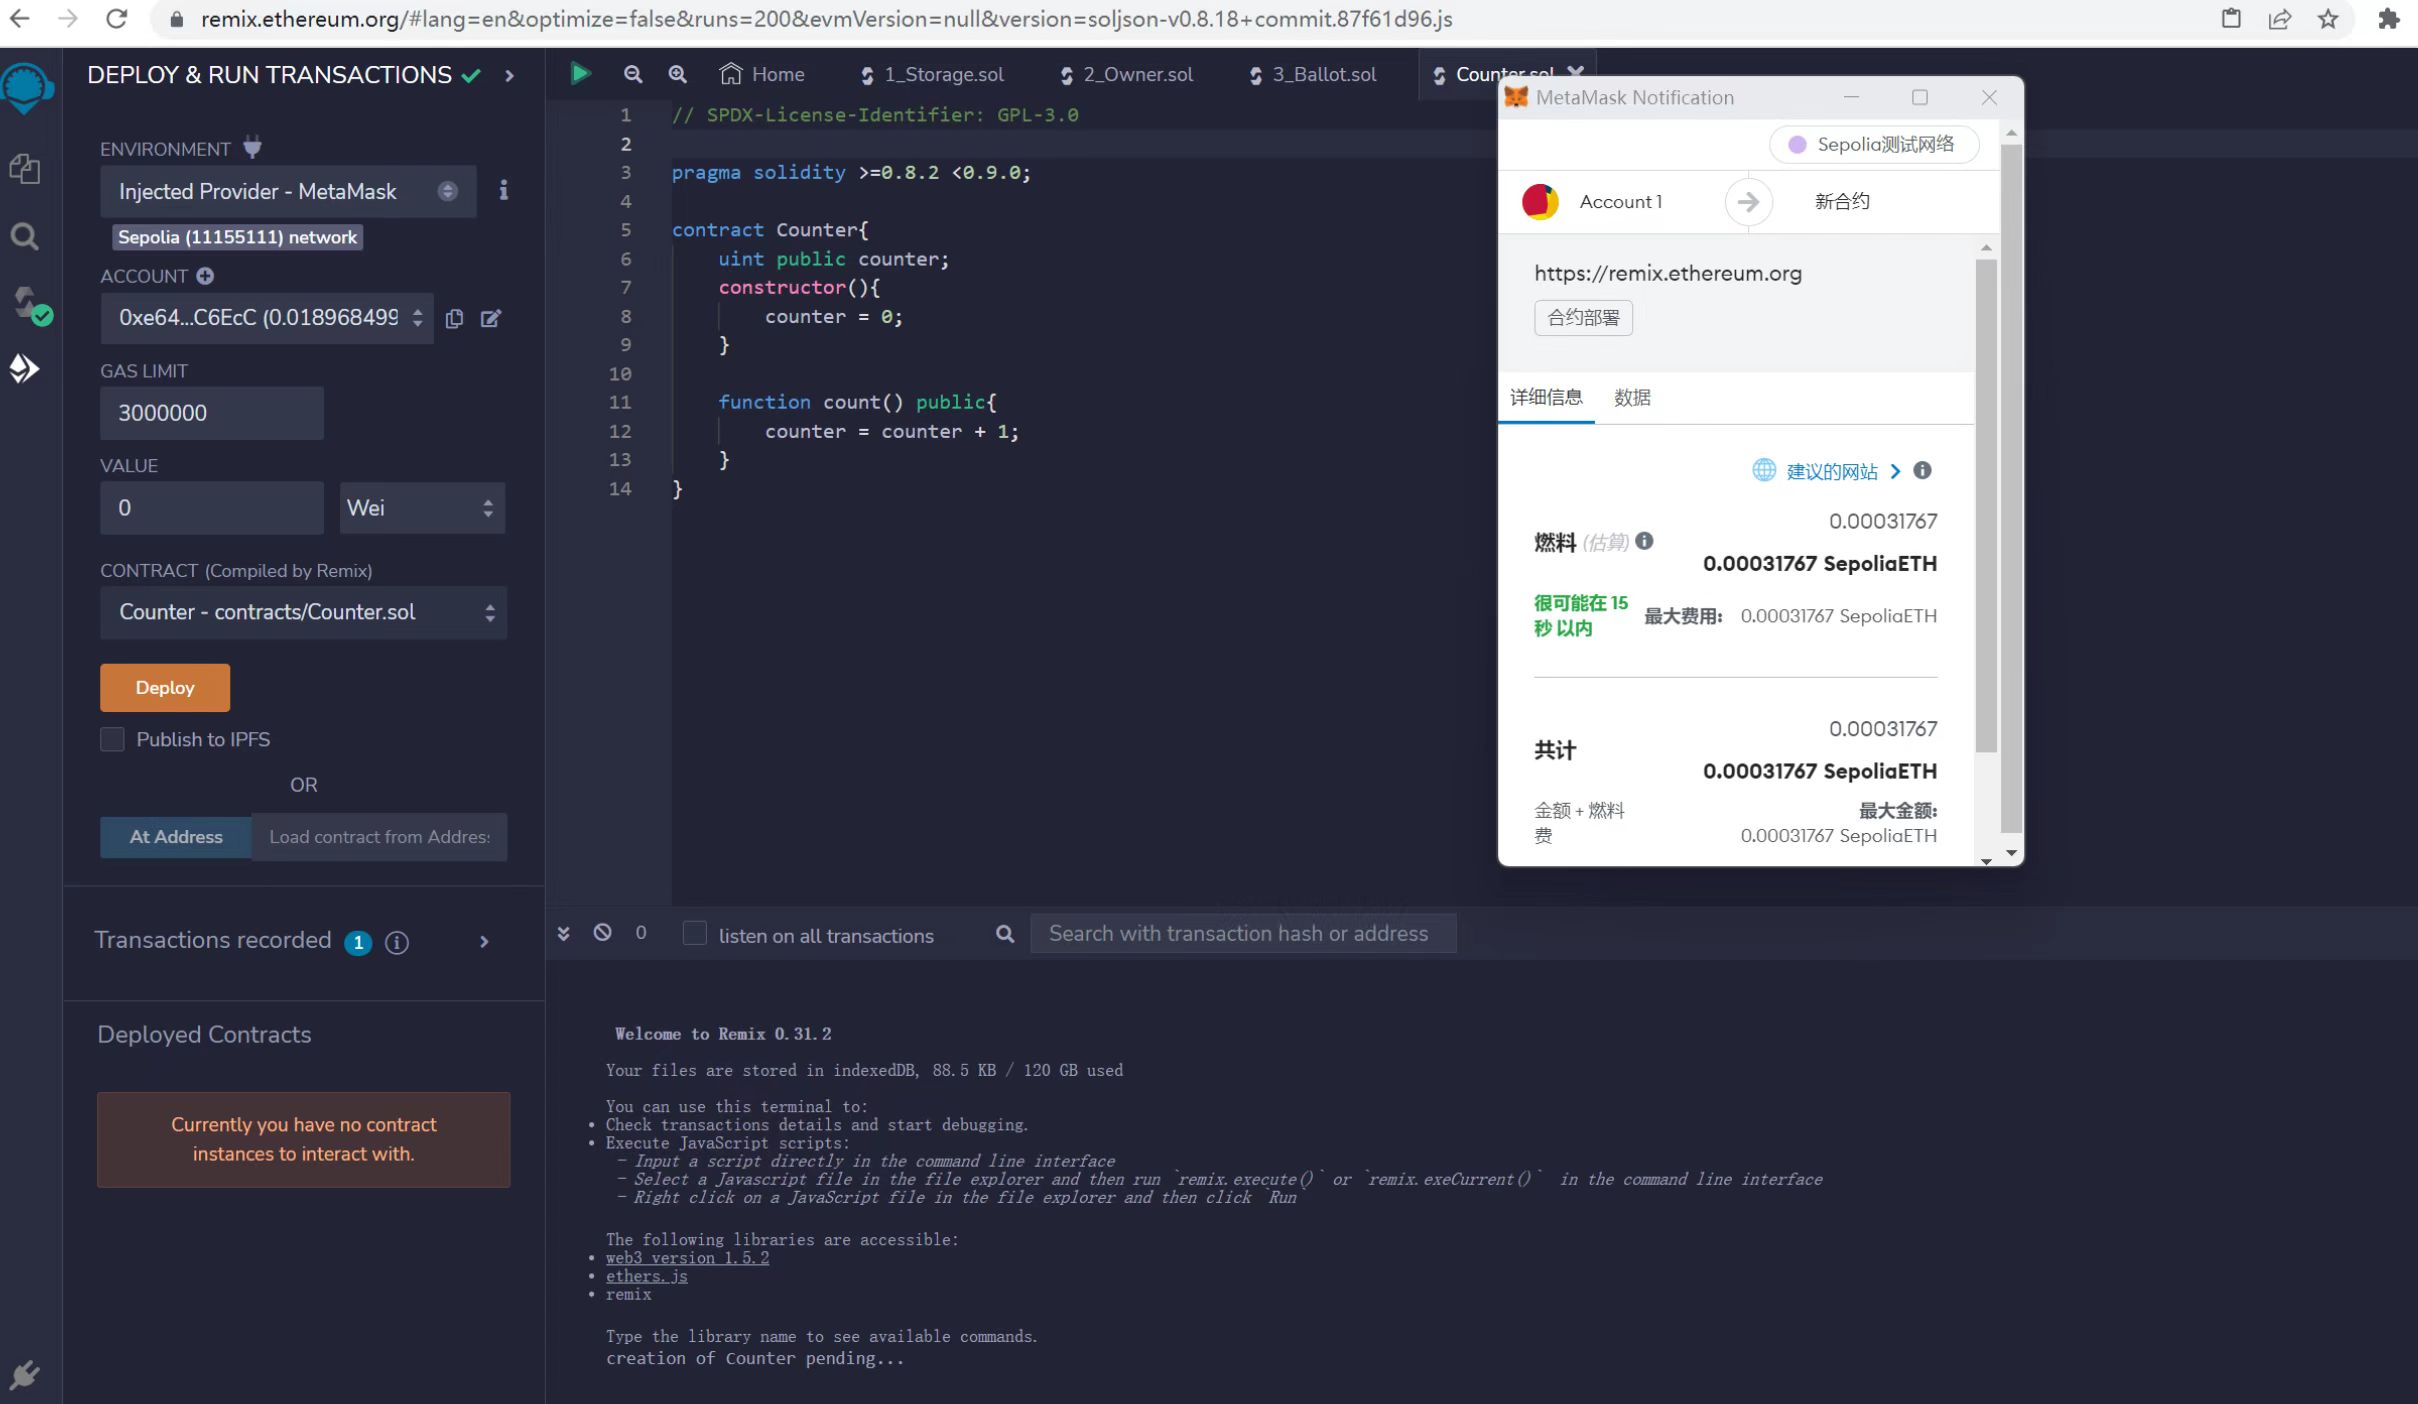 remix.ethereum.org/#lang=en&optimize=false&runs=200&evmVersion=null&version=soljson-v0.8.18+commit.87f61d96.js
DEPLOY & RUN TRANSACTIONS
ENVIRONMENT
Injected Provider - MetaMask
Sepolia (11155111) network
ACCOUNT
0xe64...C6EcC (0.018968499
GAS LIMIT
3000000
VALUE
0
Wei
CONTRACT (Compiled by Remix)
Counter - contracts/Counter.sol
Deploy
Publish to IPFS
OR
At Address
Load contract from Addres
Transactions recorded 1
Deployed Contracts
Currently you have no contract
instances to interact with.
Home
1_Storage.sol
2_Owner.sol
3_Ballot.sol
Counter.sol
1 // SPDX-License-Identifier: GPL-3.0
2
3 pragma solidity >=0.8.2 <0.9.0;
4
5 contract Counter{
6 uint public counter;
7 constructor(){
8 counter = 0;
9 }
10
11 function count() public{
12 counter = counter + 1;
13 }
14 }
MetaMask Notification
Sepolia测试网络
Account 1
新合约
https://remix.ethereum.org
合约部署
详细信息
数据
建议的网站
0.00031767
燃料 (估算)
0.00031767 SepoliaETH
很可能在 15
秒 以内
最大费用: 0.00031767 SepoliaETH
0.00031767
共计
0.00031767 SepoliaETH
金额 + 燃料
费
最大金额:
0.00031767 SepoliaETH
0
listen on all transactions
Search with transaction hash or address
Welcome to Remix 0.31.2
Your files are stored in indexedDB, 88.5 KB / 120 GB used
You can use this terminal to:
• Check transactions details and start debugging.
• Execute JavaScript scripts:
- Input a script directly in the command line interface
- Select a Javascript file in the file explorer and then run `remix.execute()` or `remix.exeCurrent()` in the command line interface
- Right click on a JavaScript file in the file explorer and then click `Run`
The following libraries are accessible:
• web3 version 1.5.2
• ethers.js
• remix
Type the library name to see available commands.
creation of Counter pending...